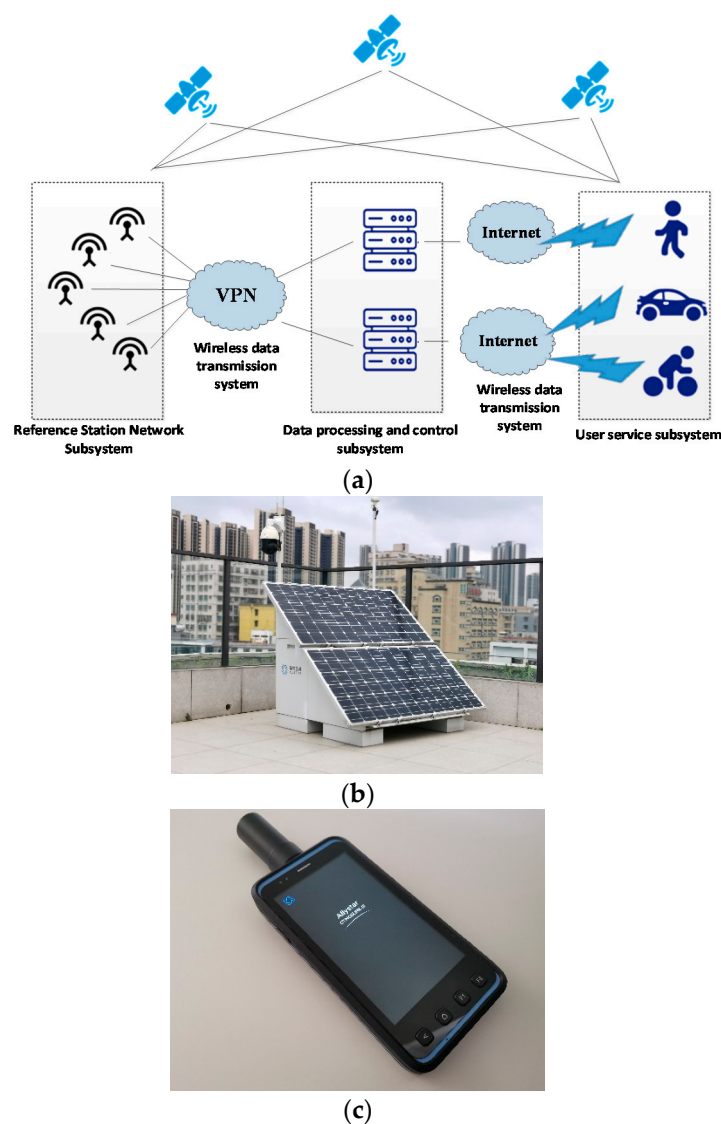 Internet
VPN
Internet
Wireless data
transmission
system
Wireless data
transmission
system
Reference Station Network
Subsystem
Data processing and control
subsystem
User service subsystem
(a)
(b)
Allystar
(c)